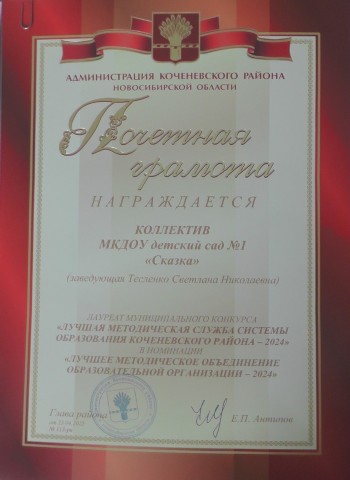 АДМИНИСТРАЦИЯ КОЧЕНЕВСКОГО РАЙОНА
НОВОСИБИРСКОЙ ОБЛАСТИ
Почетная
грамота
НАГРАЖДАЕТСЯ
КОЛЛЕКТИВ
МКДОУ детский сад №1
«Сказка»
(заведующая Тесленко Светлана Николаевна)
ЛАУРЕАТ МУНИЦИПАЛЬНОГО КОНКУРСА
«ЛУЧШАЯ МЕТОДИЧЕСКАЯ СЛУЖБА СИСТЕМЫ
ОБРАЗОВАНИЯ КОЧЕНЕВСКОГО РАЙОНА – 2024»
В НОМИНАЦИИ
«ЛУЧШЕЕ МЕТОДИЧЕСКОЕ ОБЪЕДИНЕНИЕ
ОБРАЗОВАТЕЛЬНОЙ ОРГАНИЗАЦИИ – 2024»
Глава района
Е.П. Антипов